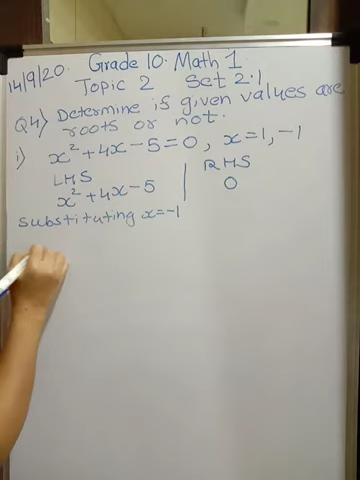 14/9/20. Grade 10. Math 1
Topic 2 Set 2.1
Q4) Determine is given values are
roots or not.
i) x² + 4x - 5 = 0, x = 1, -1
LHS | RHS
x² + 4x - 5 | 0
substituting x = -1